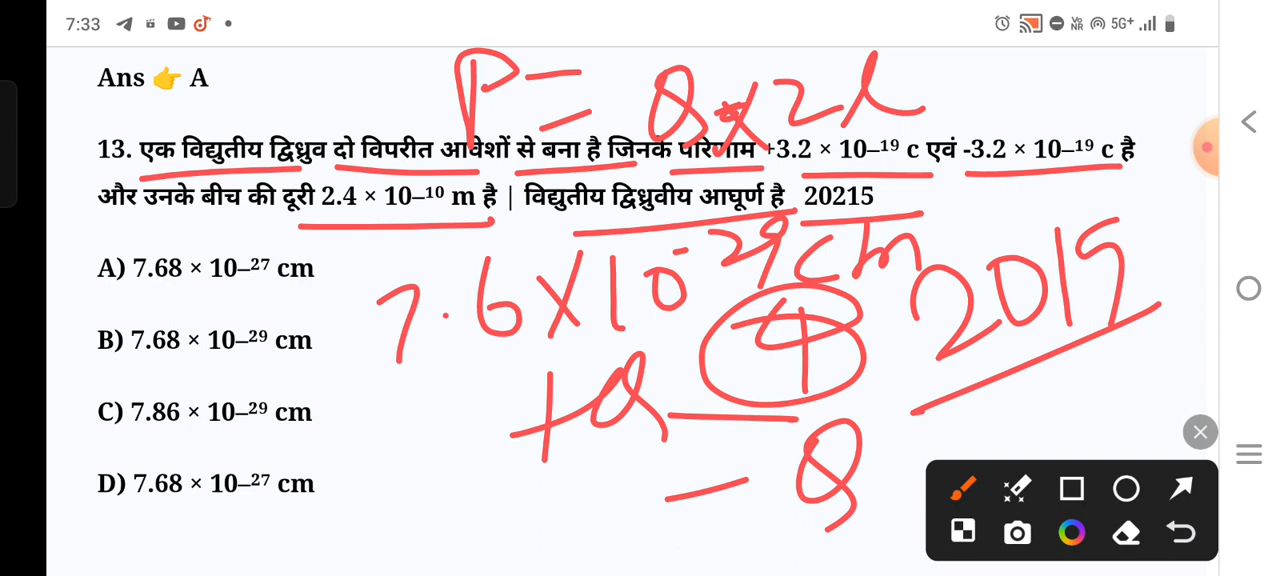 7:33 5G+
Ans 👉 A
P = Q × 2l
13. एक विद्युतीय द्विध्रुव दो विपरीत आवेशों से बना है जिनके परिणाम +3.2 × 10–¹⁹ c एवं -3.2 × 10–¹⁹ c है
और उनके बीच की दूरी 2.4 × 10–¹⁰ m है | विद्युतीय द्विध्रुवीय आघूर्ण है 20215
A) 7.68 × 10–²⁷ cm
7.6 × 10⁻²⁹ cm
2015
4
B) 7.68 × 10–²⁹ cm
+Q
C) 7.86 × 10–²⁹ cm
– Q
D) 7.68 × 10–²⁷ cm